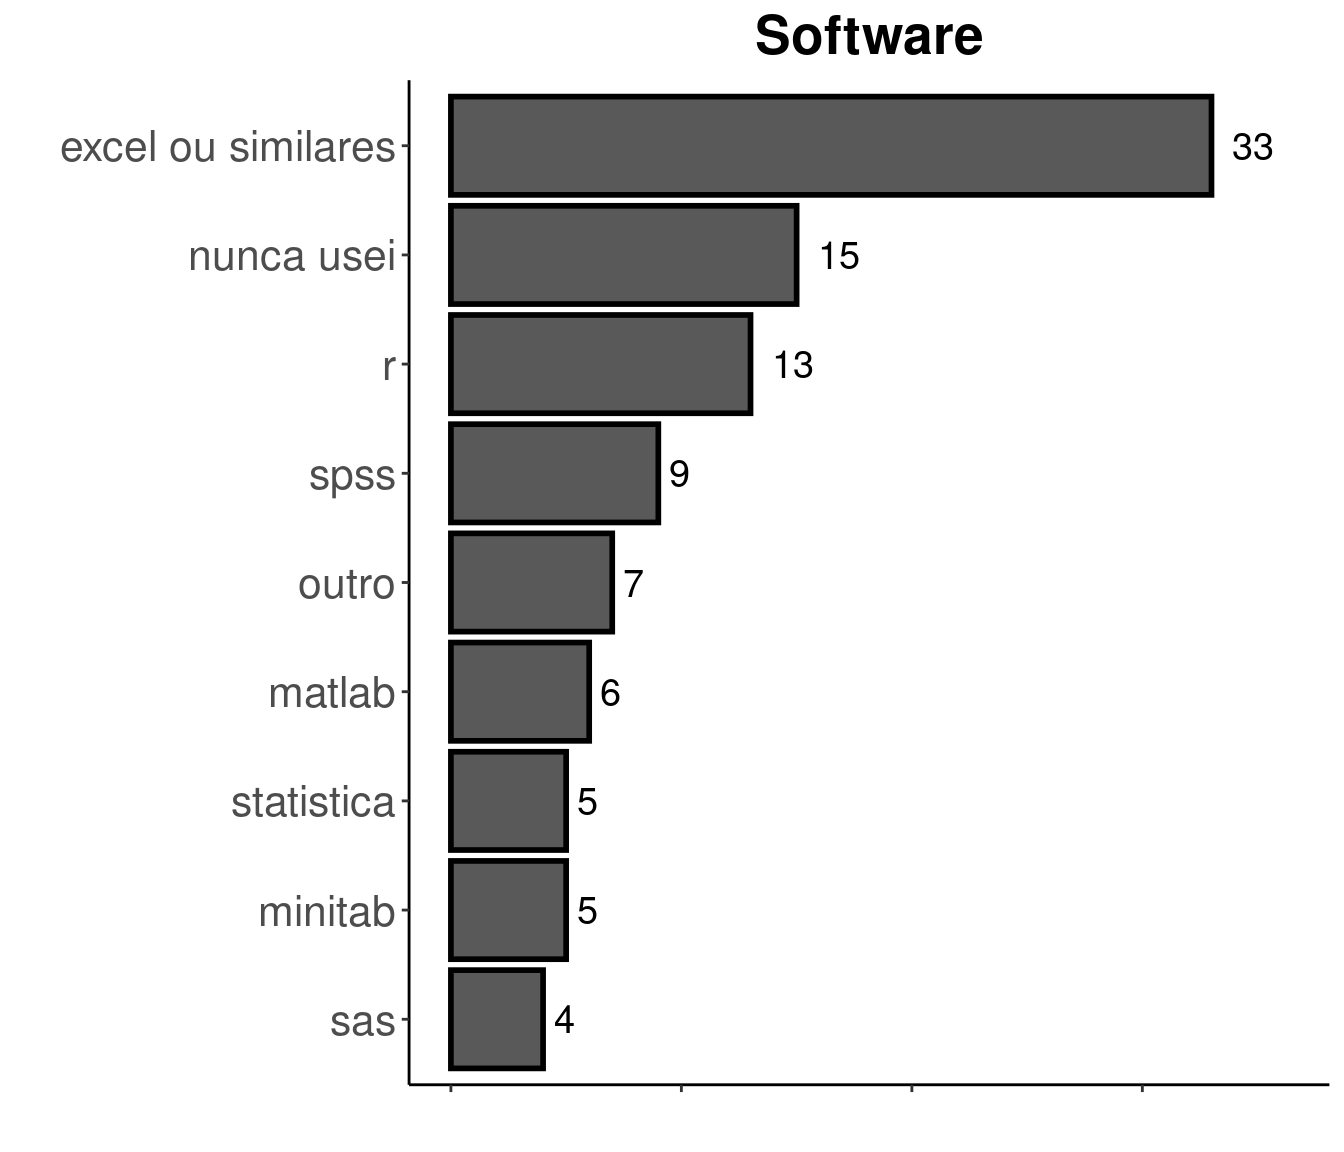 Software
excel ou similares 33
nunca usei 15
r 13
spss 9
outro 7
matlab 6
statistica 5
minitab 5
sas 4